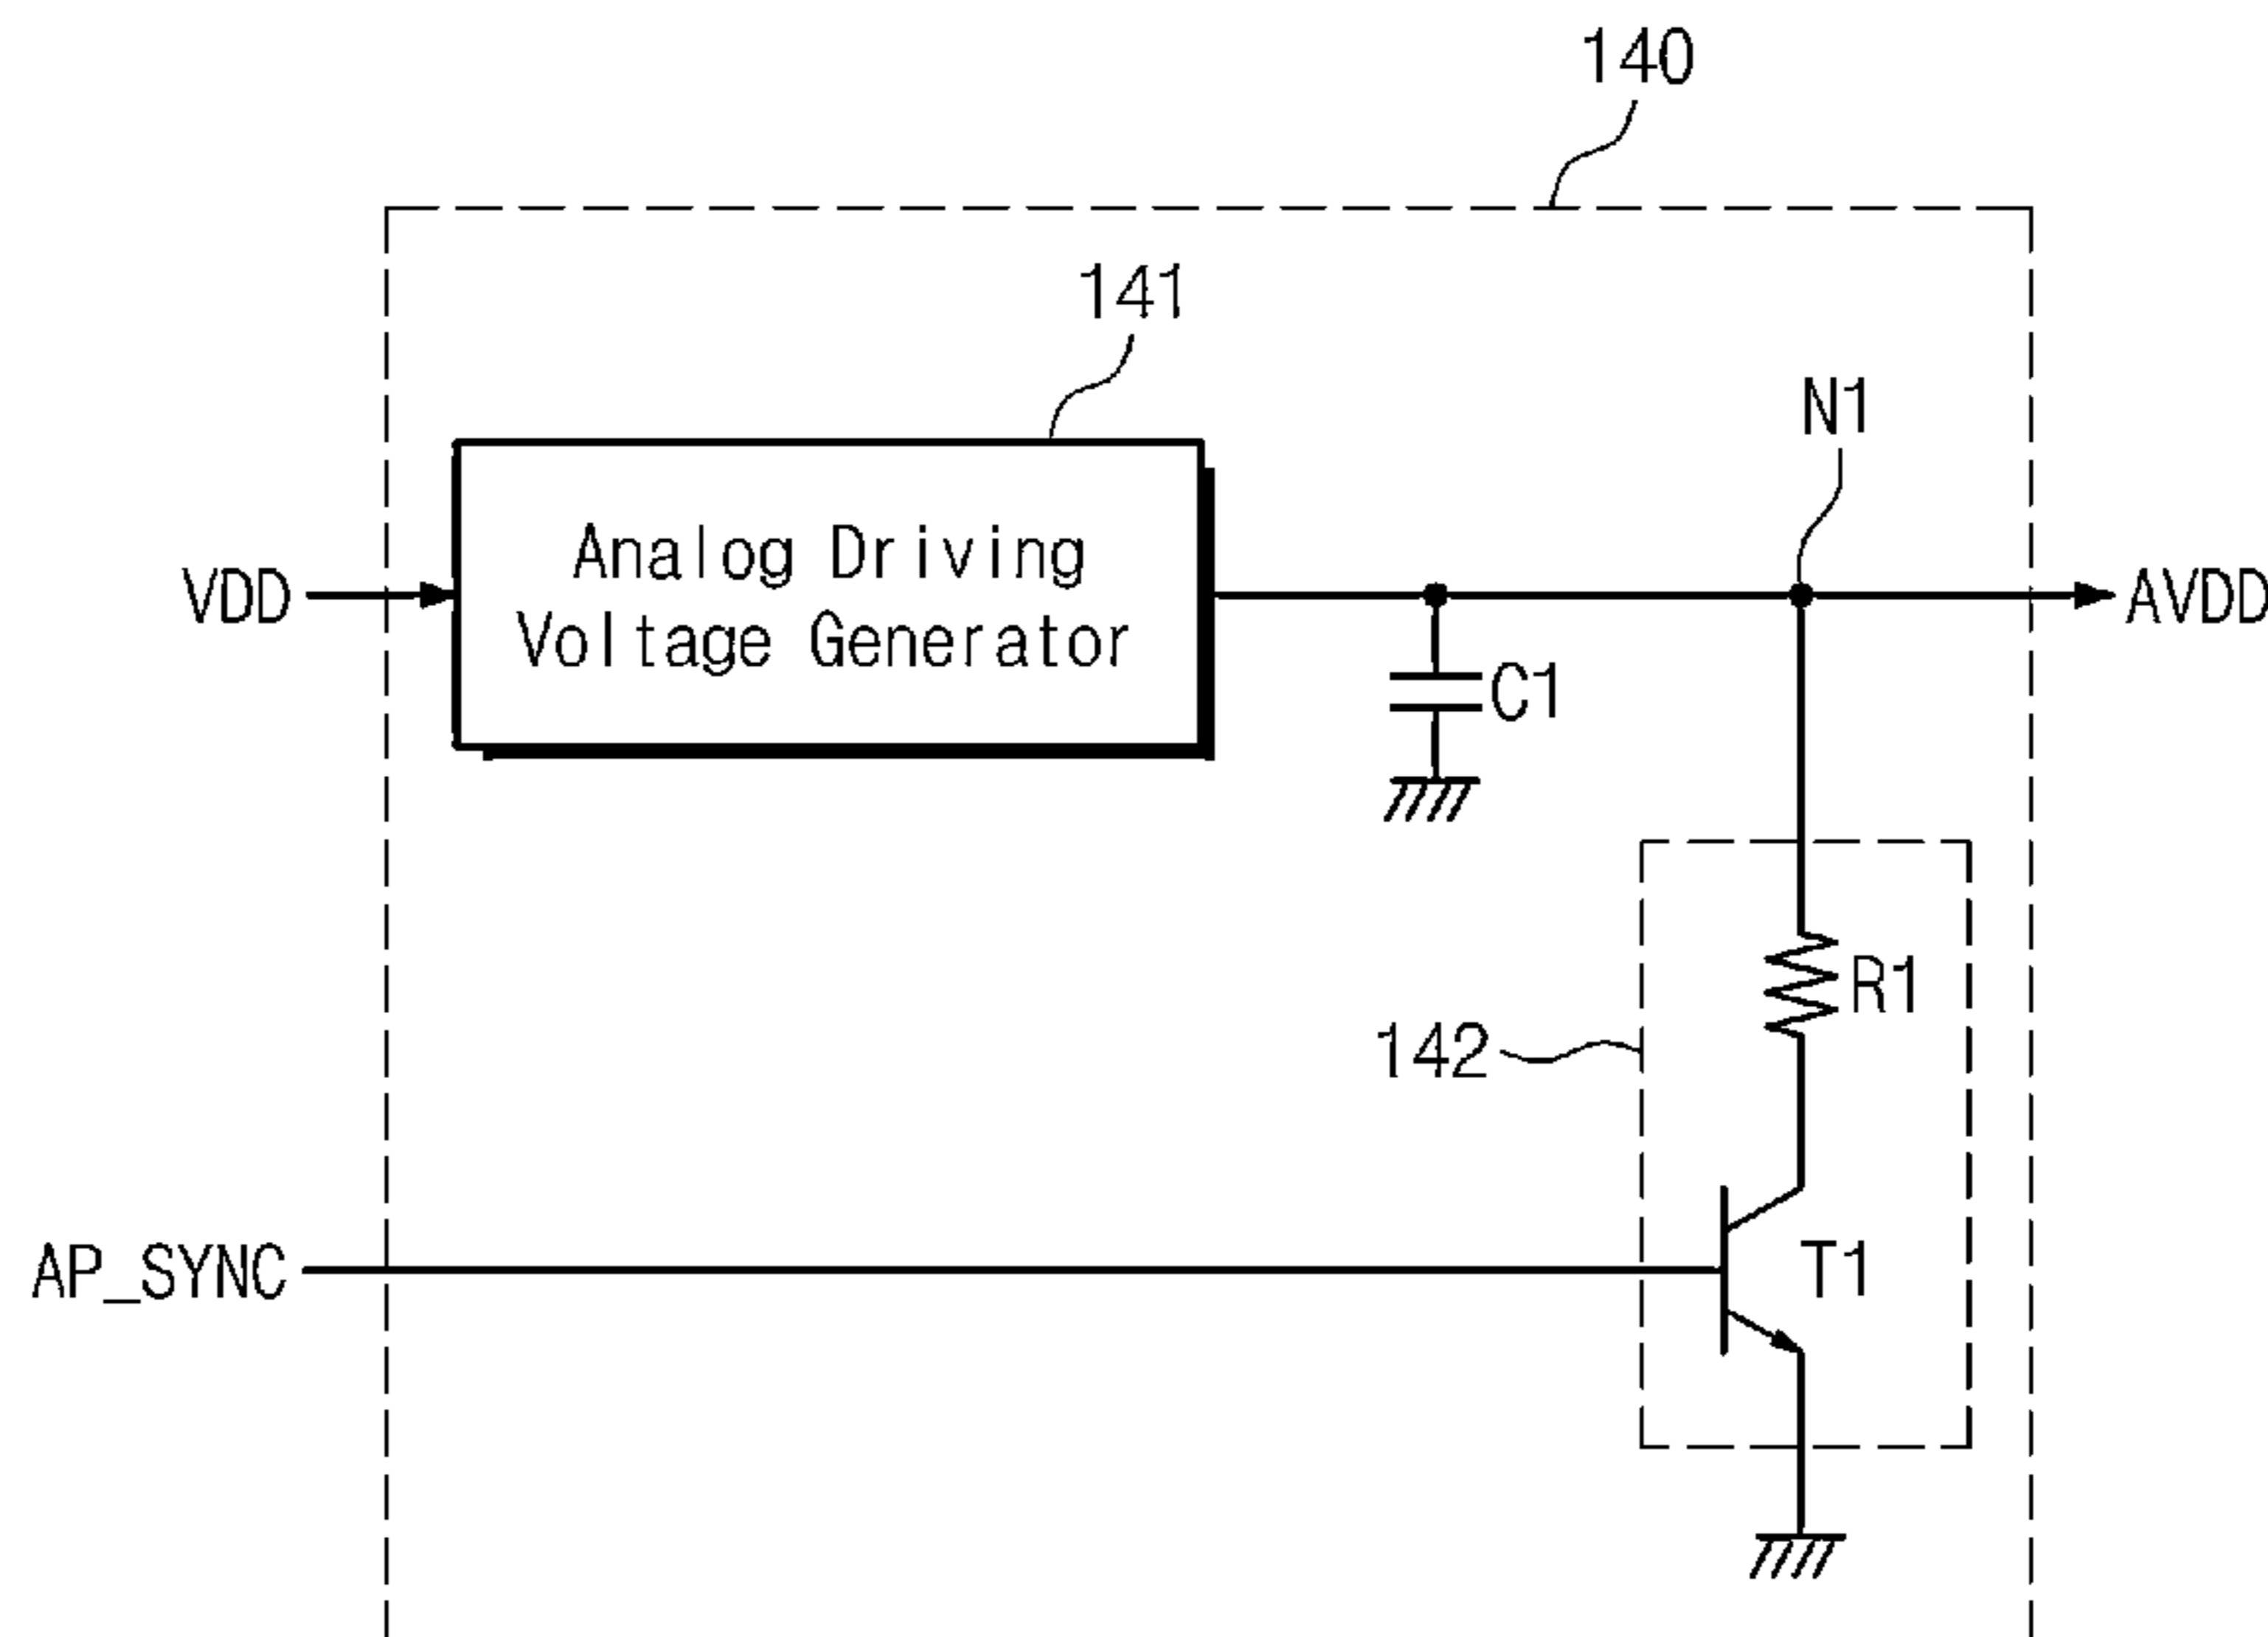 140
141
N1
Analog Driving
Voltage Generator
VDD
AVDD
C1
R1
142
AP_SYNC
T1